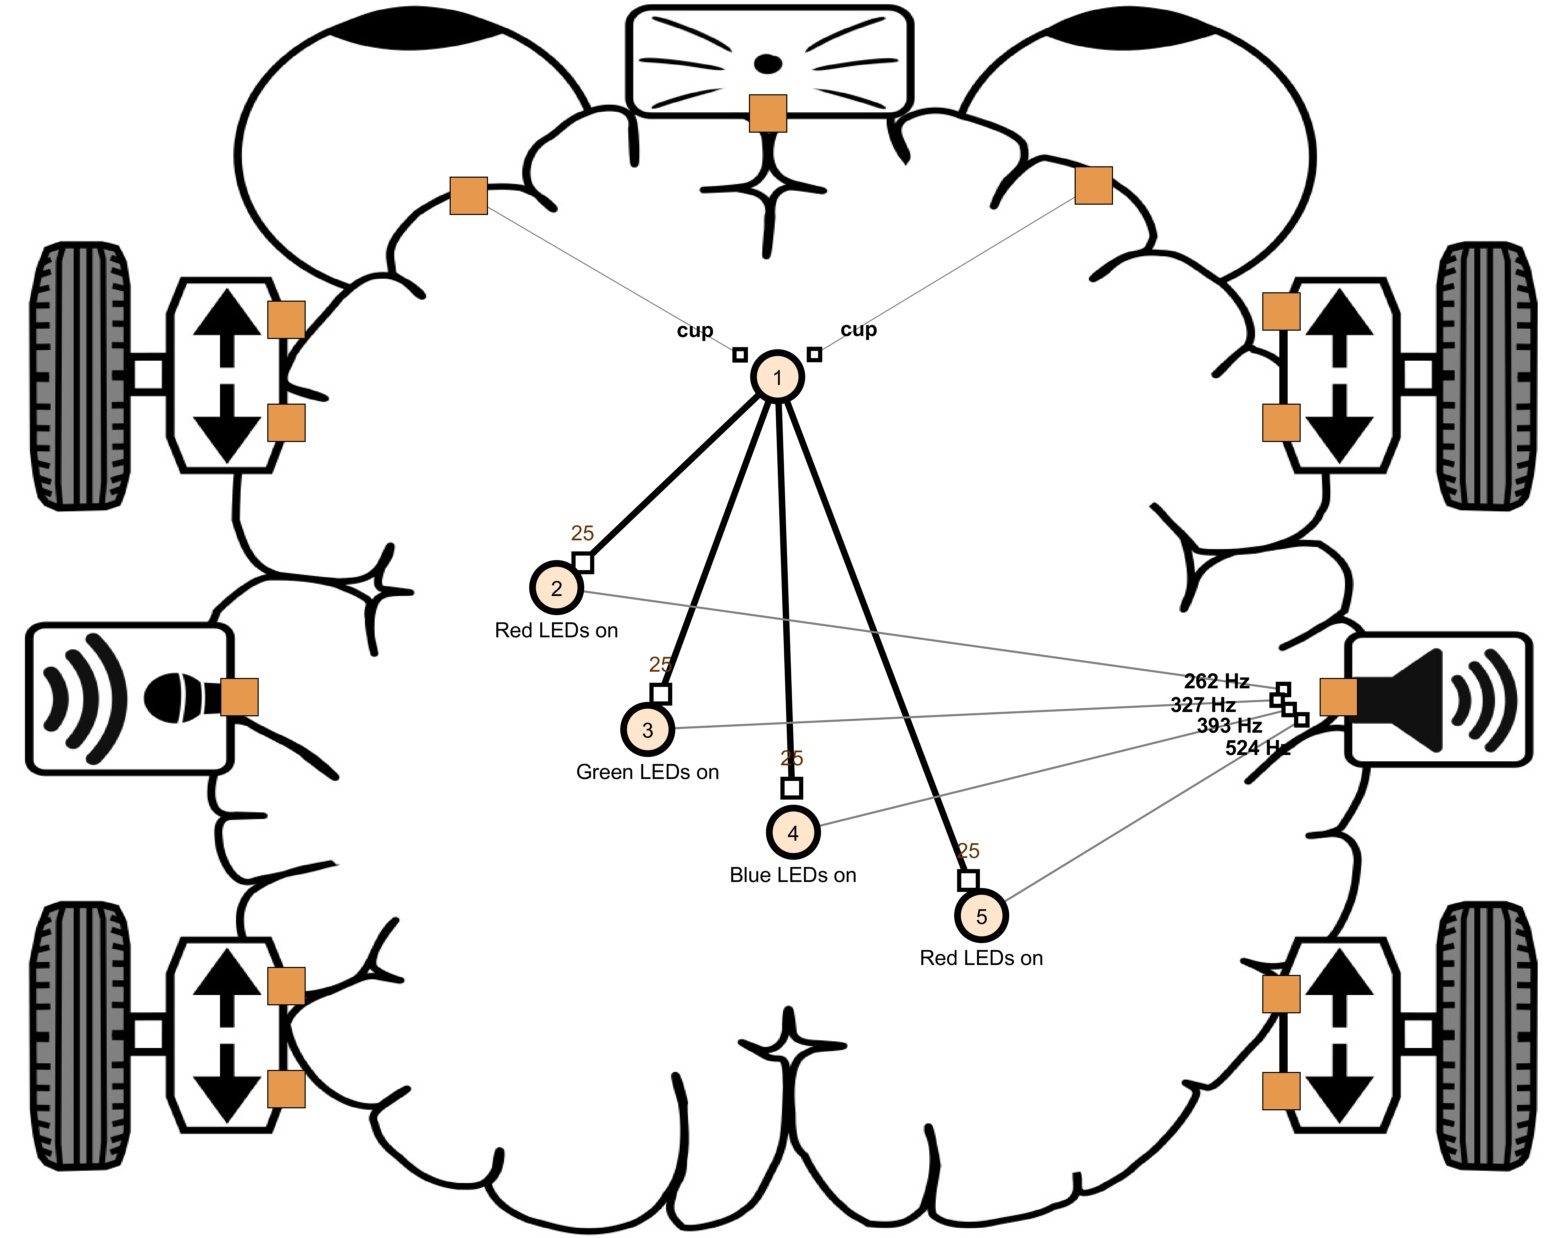 cup
cup
1
25
2
Red LEDs on
25
3
Green LEDs on
25
4
Blue LEDs on
25
5
Red LEDs on
262 Hz
327 Hz
393 Hz
524 Hz